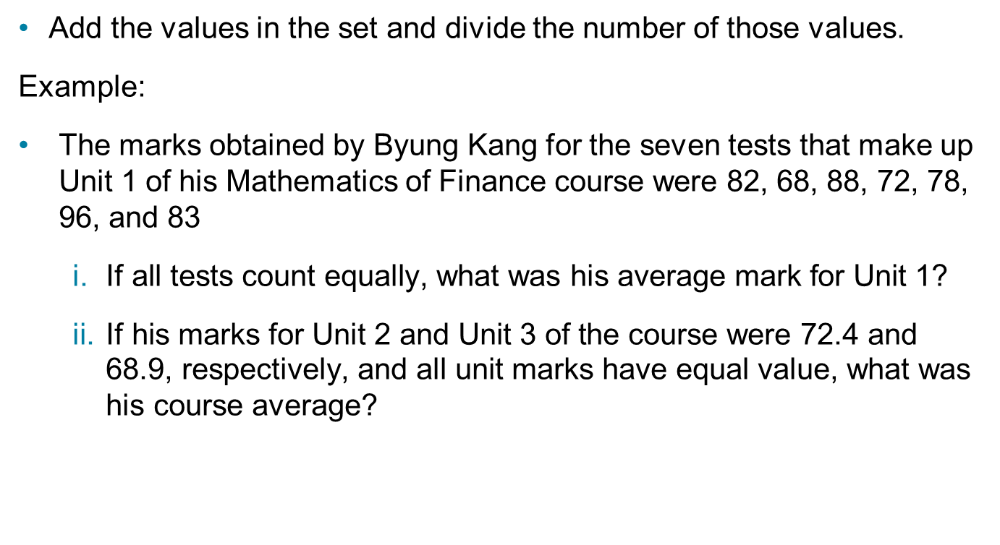 • Add the values in the set and divide the number of those values.
Example:
• The marks obtained by Byung Kang for the seven tests that make up
Unit 1 of his Mathematics of Finance course were 82, 68, 88, 72, 78,
96, and 83
i. If all tests count equally, what was his average mark for Unit 1?
ii. If his marks for Unit 2 and Unit 3 of the course were 72.4 and
68.9, respectively, and all unit marks have equal value, what was
his course average?